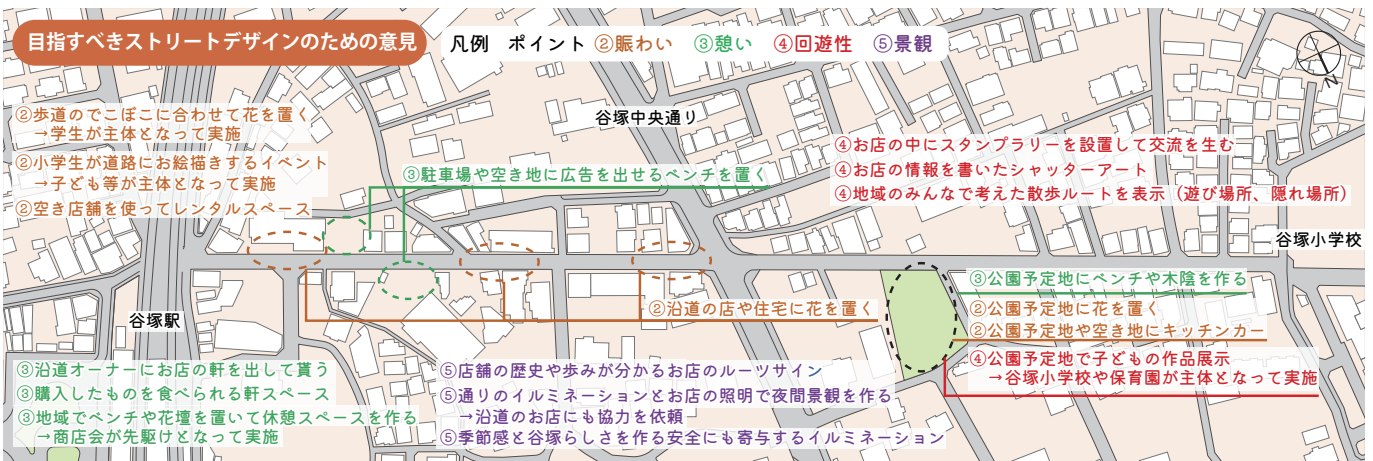 目指すべきストリートデザインのための意見
凡例 ポイント ②賑わい ③憩い ④回遊性 ⑤景観
N
②歩道のでこぼこに合わせて花を置く
→学生が主体となって実施
②小学生が道路にお絵描きするイベント
→子ども等が主体となって実施
②空き店舗を使ってレンタルスペース
谷塚中央通り
③駐車場や空き地に広告を出せるベンチを置く
④お店の中にスタンプラリーを設置して交流を生む
④お店の情報を書いたシャッターアート
④地域のみんなで考えた散歩ルートを表示（遊び場所、隠れ場所）
谷塚小学校
谷塚駅
②沿道の店や住宅に花を置く
③公園予定地にベンチや木陰を作る
②公園予定地に花を置く
②公園予定地や空き地にキッチンカー
④公園予定地で子どもの作品展示
→谷塚小学校や保育園が主体となって実施
③沿道オーナーにお店の軒を出して貰う
③購入したものを食べられる軒スペース
③地域でベンチや花壇を置いて休憩スペースを作る
→商店会が先駆けとなって実施
⑤店舗の歴史や歩みが分かるお店のルーツサイン
⑤通りのイルミネーションとお店の照明で夜間景観を作る
→沿道のお店にも協力を依頼
⑤季節感と谷塚らしさを作る安全にも寄与するイルミネーション